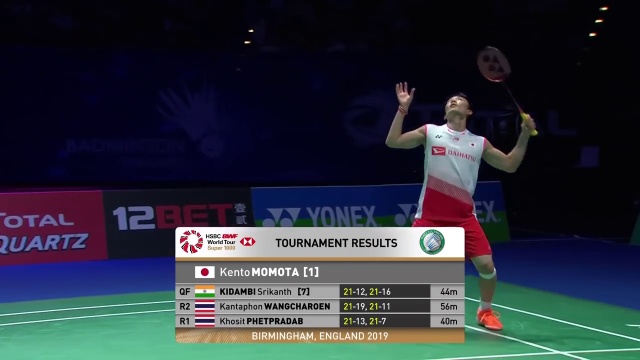 BADMINTON
TOTAL
TOTAL
QUARTZ
12BET
YONEX
YONEX
DAIHATSU
HSBC BWF
World Tour
Super 1000
TOURNAMENT RESULTS
Kento MOMOTA [1]
QF KIDAMBI Srikanth [7] 21-12, 21-16 44m
R2 Kantaphon WANGCHAROEN 21-19, 21-11 56m
R1 Khosit PHETPRADAB 21-13, 21-7 40m
BIRMINGHAM, ENGLAND 2019